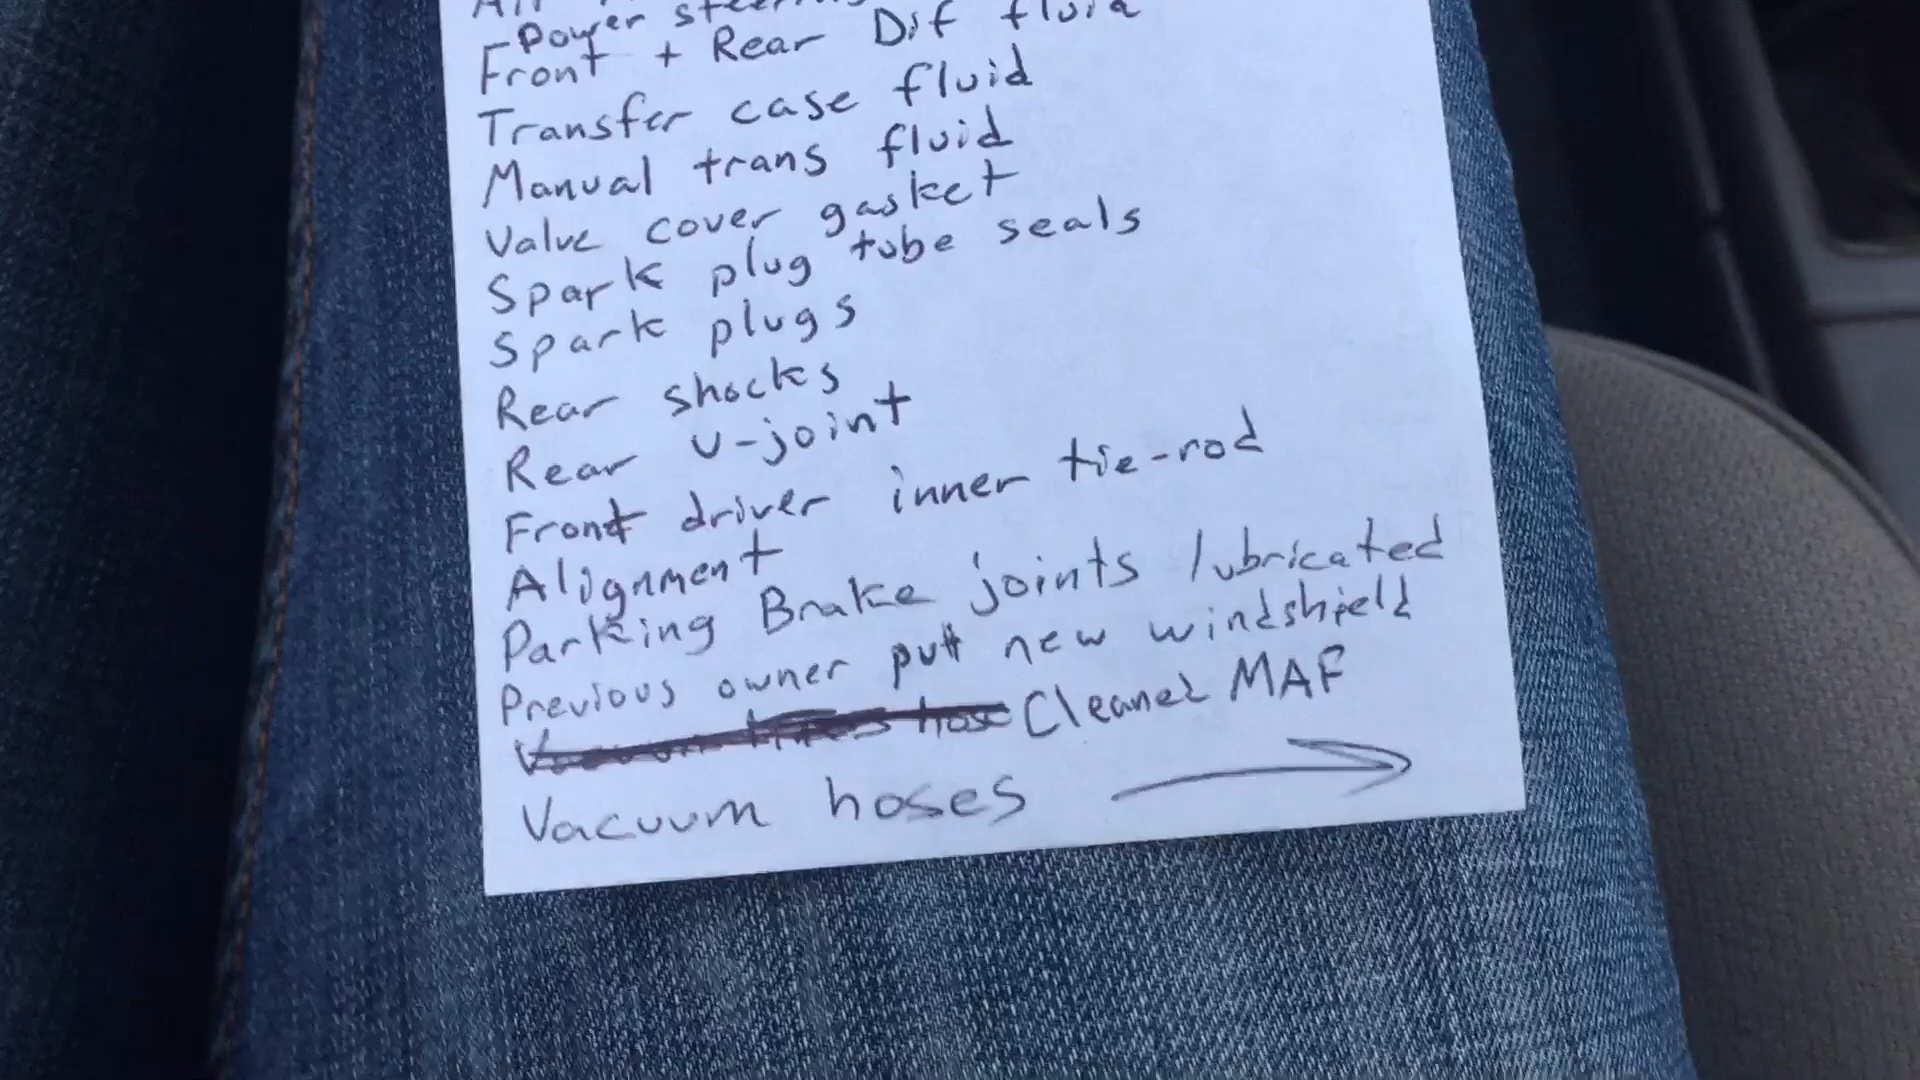 Power
Front + Rear Dif fluid
Transfer case fluid
Manual trans fluid
Valve cover gasket
Spark plug tube seals
Spark plugs
Rear shocks
Rear U-joint
Front driver inner tie-rod
Alignment
Parking Brake joints lubricated
Previous owner put new windshield
hose Cleaned MAF
Vacuum hoses